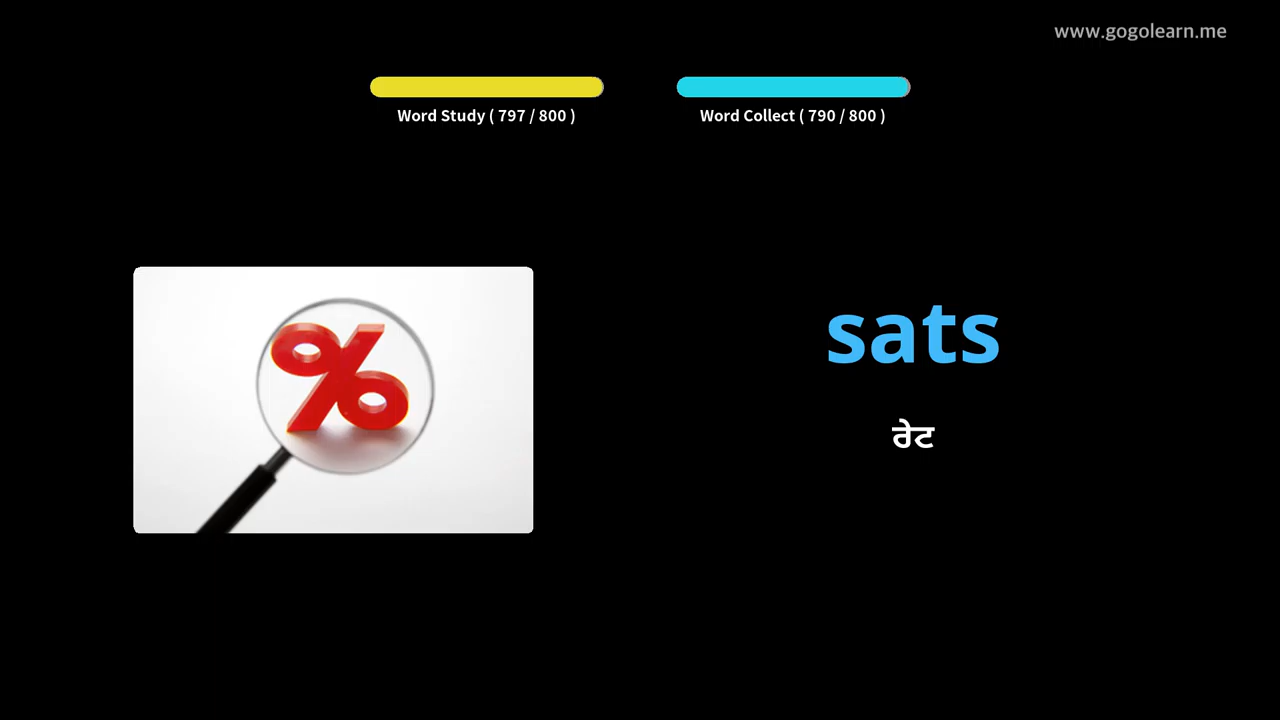 www.gogolearn.me
Word Study ( 797 / 800 )
Word Collect ( 790 / 800 )
%
sats
ਰੇਟ